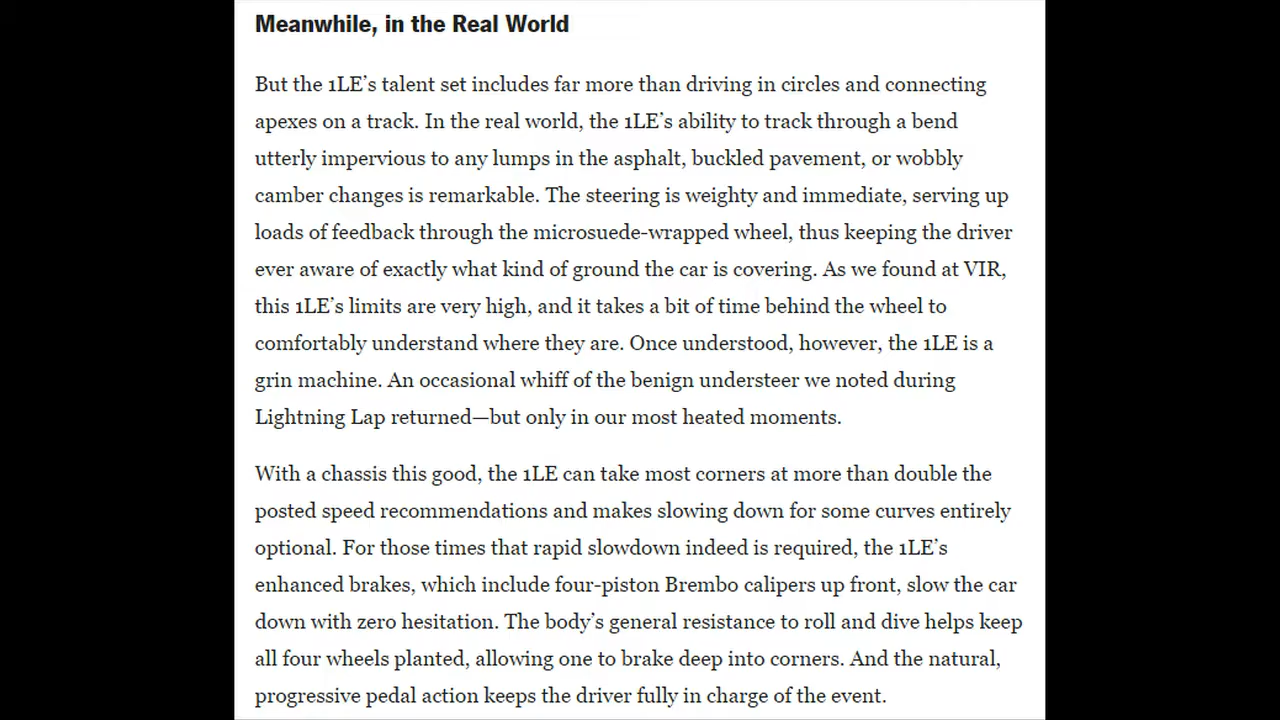 Meanwhile, in the Real World
But the 1LE’s talent set includes far more than driving in circles and connecting
apexes on a track. In the real world, the 1LE’s ability to track through a bend
utterly impervious to any lumps in the asphalt, buckled pavement, or wobbly
camber changes is remarkable. The steering is weighty and immediate, serving up
loads of feedback through the microsuede-wrapped wheel, thus keeping the driver
ever aware of exactly what kind of ground the car is covering. As we found at VIR,
this 1LE’s limits are very high, and it takes a bit of time behind the wheel to
comfortably understand where they are. Once understood, however, the 1LE is a
grin machine. An occasional whiff of the benign understeer we noted during
Lightning Lap returned—but only in our most heated moments.
With a chassis this good, the 1LE can take most corners at more than double the
posted speed recommendations and makes slowing down for some curves entirely
optional. For those times that rapid slowdown indeed is required, the 1LE’s
enhanced brakes, which include four-piston Brembo calipers up front, slow the car
down with zero hesitation. The body’s general resistance to roll and dive helps keep
all four wheels planted, allowing one to brake deep into corners. And the natural,
progressive pedal action keeps the driver fully in charge of the event.